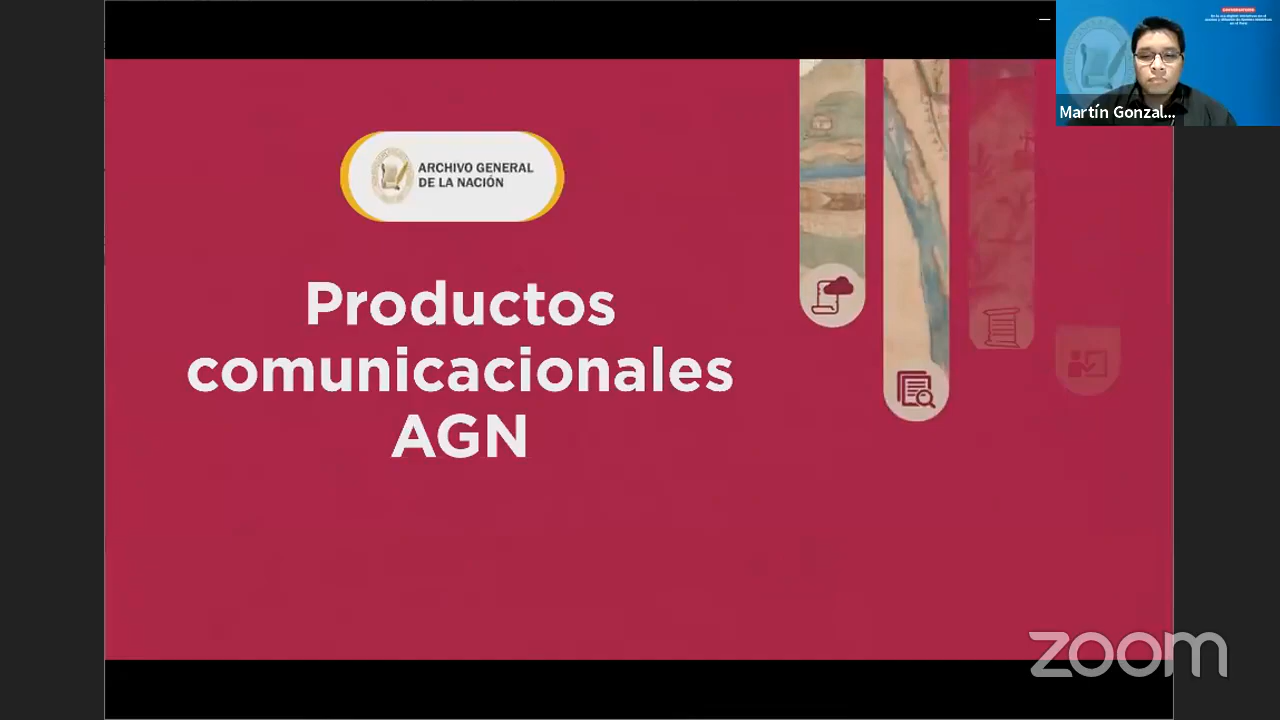 ARCHIVO GENERAL
DE LA NACIÓN
Productos
comunicacionales
AGN
Martín Gonzal...
zoom